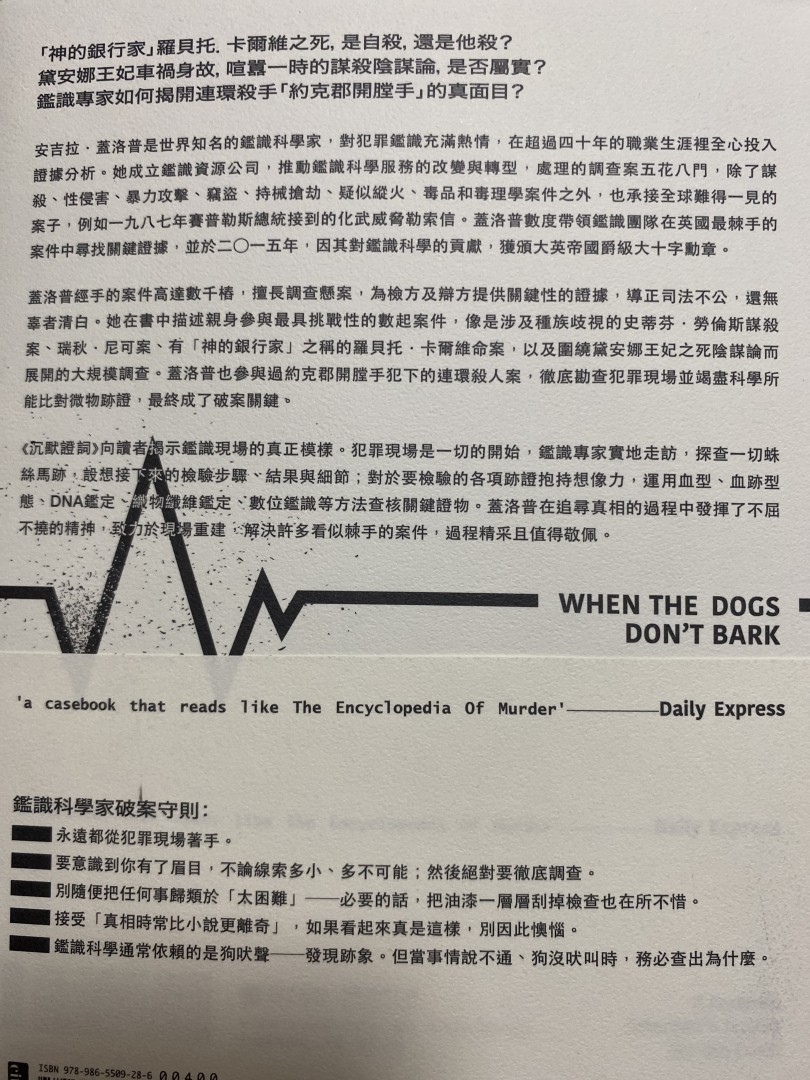 「神的銀行家」羅貝托．卡爾維之死，是自殺，還是他殺？
黛安娜王妃車禍身故，喧囂一時的謀殺陰謀論，是否屬實？
鑑識專家如何揭開連環殺手「約克郡開膛手」的真面目？
安吉拉．蓋洛普是世界知名的鑑識科學家，對犯罪鑑識充滿熱情，在超過四十年的職業生涯裡全心投入
證據分析。她成立鑑識資源公司，推動鑑識科學服務的改變與轉型，處理的調查案五花八門，除了謀
殺、性侵害、暴力攻擊、竊盜、持械搶劫、疑似縱火、毒品和毒理學案件之外，也承接全球難得一見的
案子，例如一九八七年賽普勒斯總統接到的化武威脅勒索信。蓋洛普數度帶領鑑識團隊在英國最棘手的
案件中尋找關鍵證據，並於二〇一五年，因其對鑑識科學的貢獻，獲頒大英帝國爵級大十字勳章。
蓋洛普經手的案件高達數千樁，擅長調查懸案，為檢方及辯方提供關鍵性的證據，導正司法不公，還無
辜者清白。她在書中描述親身參與最具挑戰性的數起案件，像是涉及種族歧視的史蒂芬．勞倫斯謀殺
案、瑞秋．尼可案、有「神的銀行家」之稱的羅貝托．卡爾維命案，以及圍繞黛安娜王妃之死陰謀論而
展開的大規模調查。蓋洛普也參與過約克郡開膛手犯下的連環殺人案，徹底勘查犯罪現場並竭盡科學所
能比對微物跡證，最終成了破案關鍵。
《沉默證詞》向讀者揭示鑑識現場的真正模樣。犯罪現場是一切的開始，鑑識專家實地走訪，探查一切蛛
絲馬跡，設想接下來的檢驗步驟、結果與細節；對於要檢驗的各項跡證抱持想像力，運用血型、血跡型
態、DNA鑑定、織物纖維鑑定、數位鑑識等方法查核關鍵證物。蓋洛普在追尋真相的過程中發揮了不屈
不撓的精神，致力於現場重建，解決許多看似棘手的案件，過程精采且值得敬佩。
WHEN THE DOGS
DON'T BARK
'a casebook that reads like The Encyclopedia Of Murder'————Daily Express
鑑識科學家破案守則：
永遠都從犯罪現場著手。
要意識到你有了眉目，不論線索多小、多不可能；然後絕對要徹底調查。
別隨便把任何事歸類於「太困難」——必要的話，把油漆一層層刮掉檢查也在所不惜。
接受「真相時常比小說更離奇」，如果看起來真是這樣，別因此懊惱。
鑑識科學通常依賴的是狗吠聲——發現跡象。但當事情說不通、狗沒吠叫時，務必查出為什麼。
ISBN 978-986-5509-28-6 00400